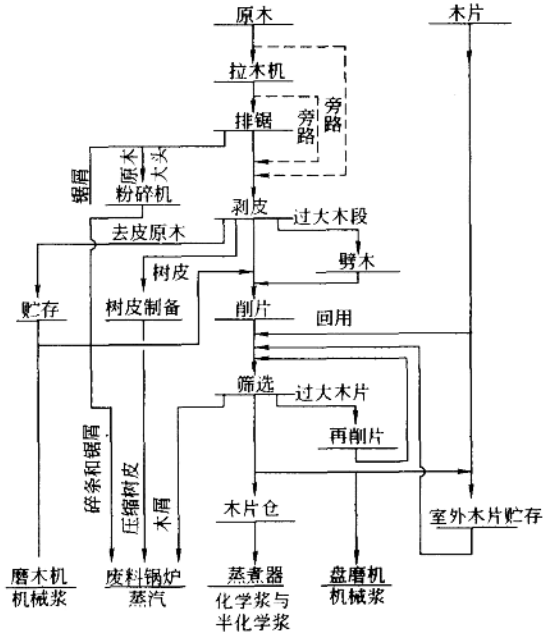 原木
木片
拉木机
旁路
旁路
排锯
锯屑
原木
大头
粉碎机
剥皮
过大木段
去皮原木
劈木
树皮
贮存
树皮制备
削片
回用
筛选
过大木片
再削片
碎条和锯屑
压缩树皮
木屑
木片仓
室外木片贮存
磨木机
机械浆
废料锅炉
蒸汽
蒸煮器
化学浆与
半化学浆
盘磨机
机械浆